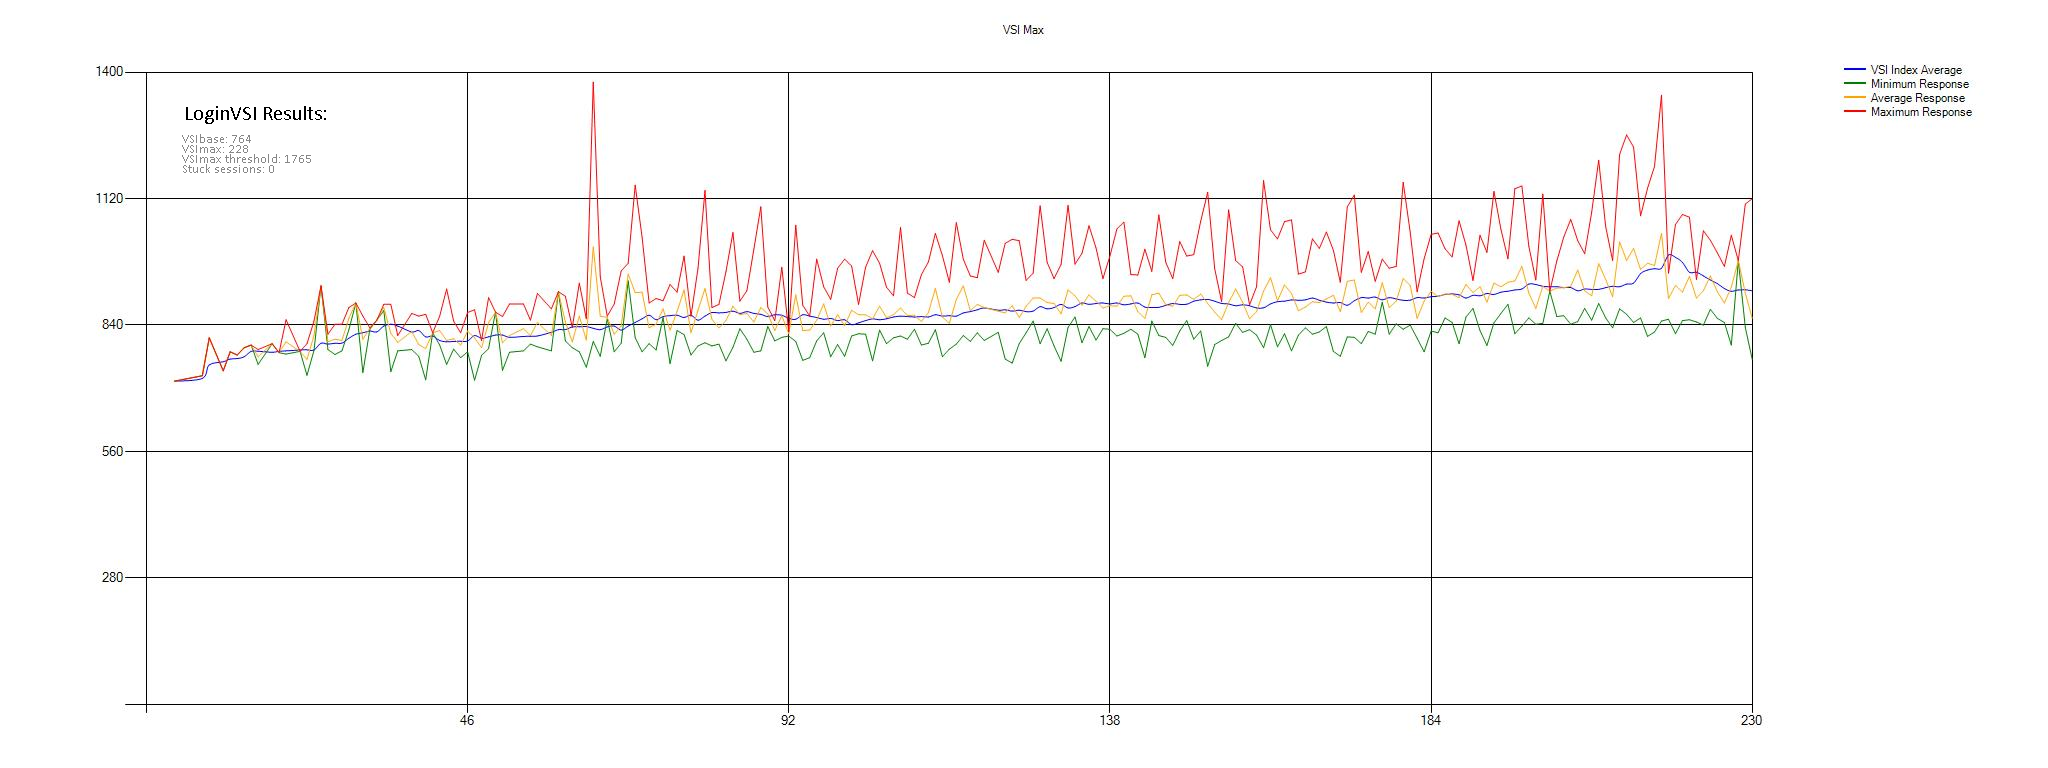 VSI Max
1400
1120
840
560
280
46
92
138
184
230
LoginVSI Results:
VSIbase: 764
VSImax: 228
VSImax threshold: 1765
Stuck sessions: 0
VSI Index Average
Minimum Response
Average Response
Maximum Response